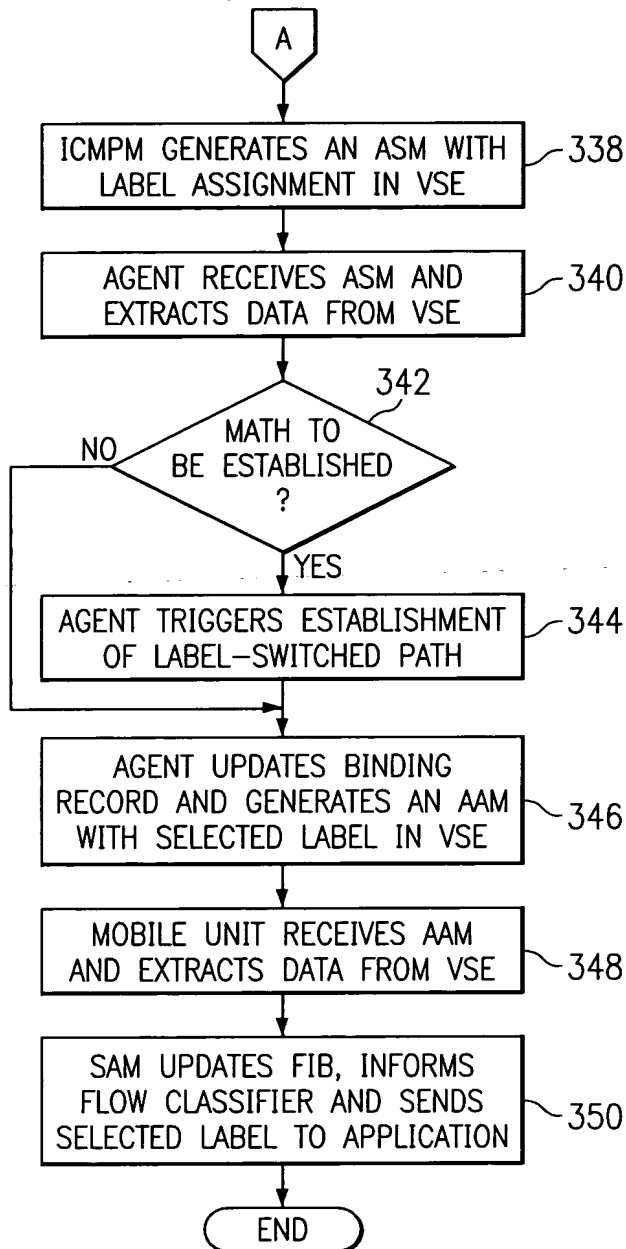 A
ICMPM GENERATES AN ASM WITH
LABEL ASSIGNMENT IN VSE
338
AGENT RECEIVES ASM AND
EXTRACTS DATA FROM VSE
340
342
MATH TO
BE ESTABLISHED
?
NO
YES
AGENT TRIGGERS ESTABLISHMENT
OF LABEL-SWITCHED PATH
344
AGENT UPDATES BINDING
RECORD AND GENERATES AN AAM
WITH SELECTED LABEL IN VSE
346
MOBILE UNIT RECEIVES AAM
AND EXTRACTS DATA FROM VSE
348
SAM UPDATES FIB, INFORMS
FLOW CLASSIFIER AND SENDS
SELECTED LABEL TO APPLICATION
350
END